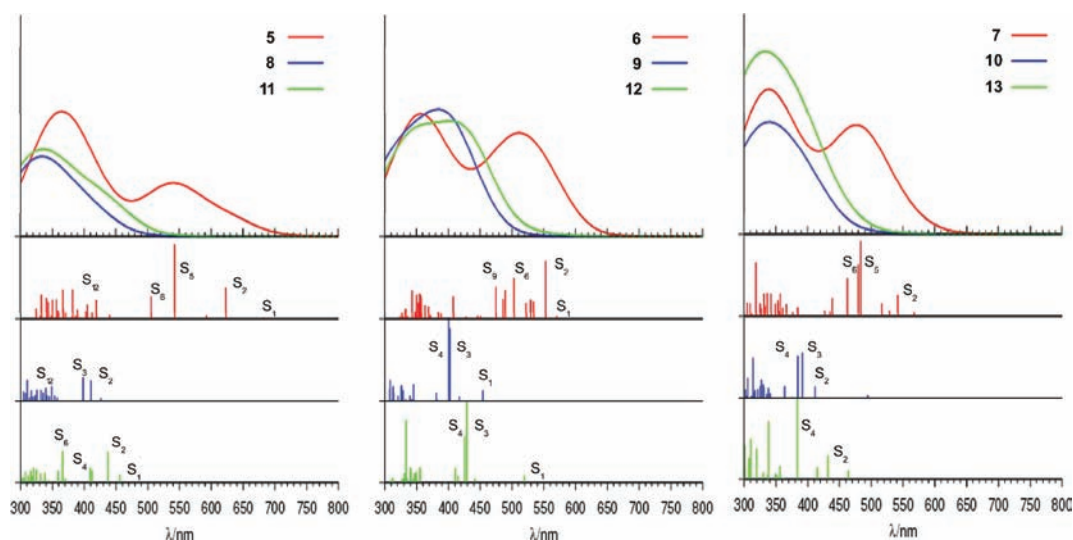 5
8
11
S₁₂
S₈
S₅
S₂
S₁
S₁₂
S₃
S₂
S₆
S₄
S₂
S₁
300 350 400 450 500 550 600 650 700 750 800
λ/nm
6
9
12
S₉
S₆
S₂
S₁
S₄
S₃
S₁
S₄
S₃
S₁
300 350 400 450 500 550 600 650 700 750 800
λ/nm
7
10
13
S₆
S₅
S₂
S₄
S₃
S₂
S₄
S₂
300 350 400 450 500 550 600 650 700 750 800
λ/nm